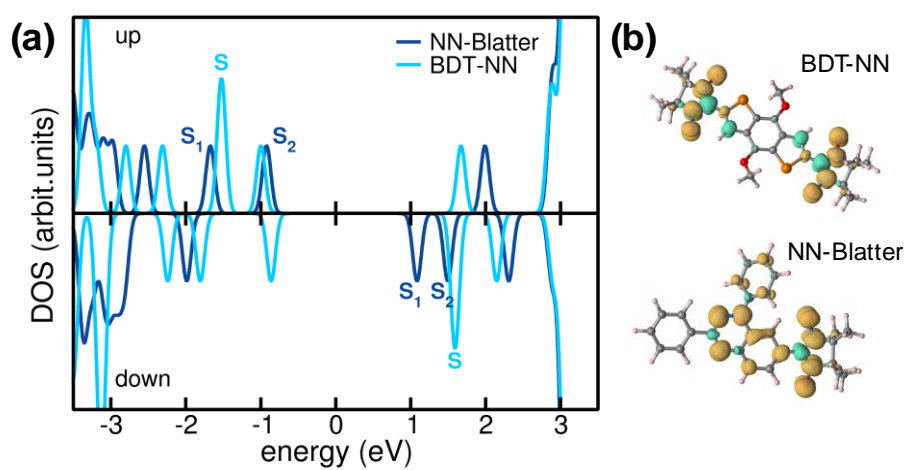 (a)
up
NN-Blatter
BDT-NN
S
S1
S2
DOS (arbit.units)
S1
S2
S
down
-3
-2
-1
0
1
2
3
energy (eV)
(b)
BDT-NN
NN-Blatter